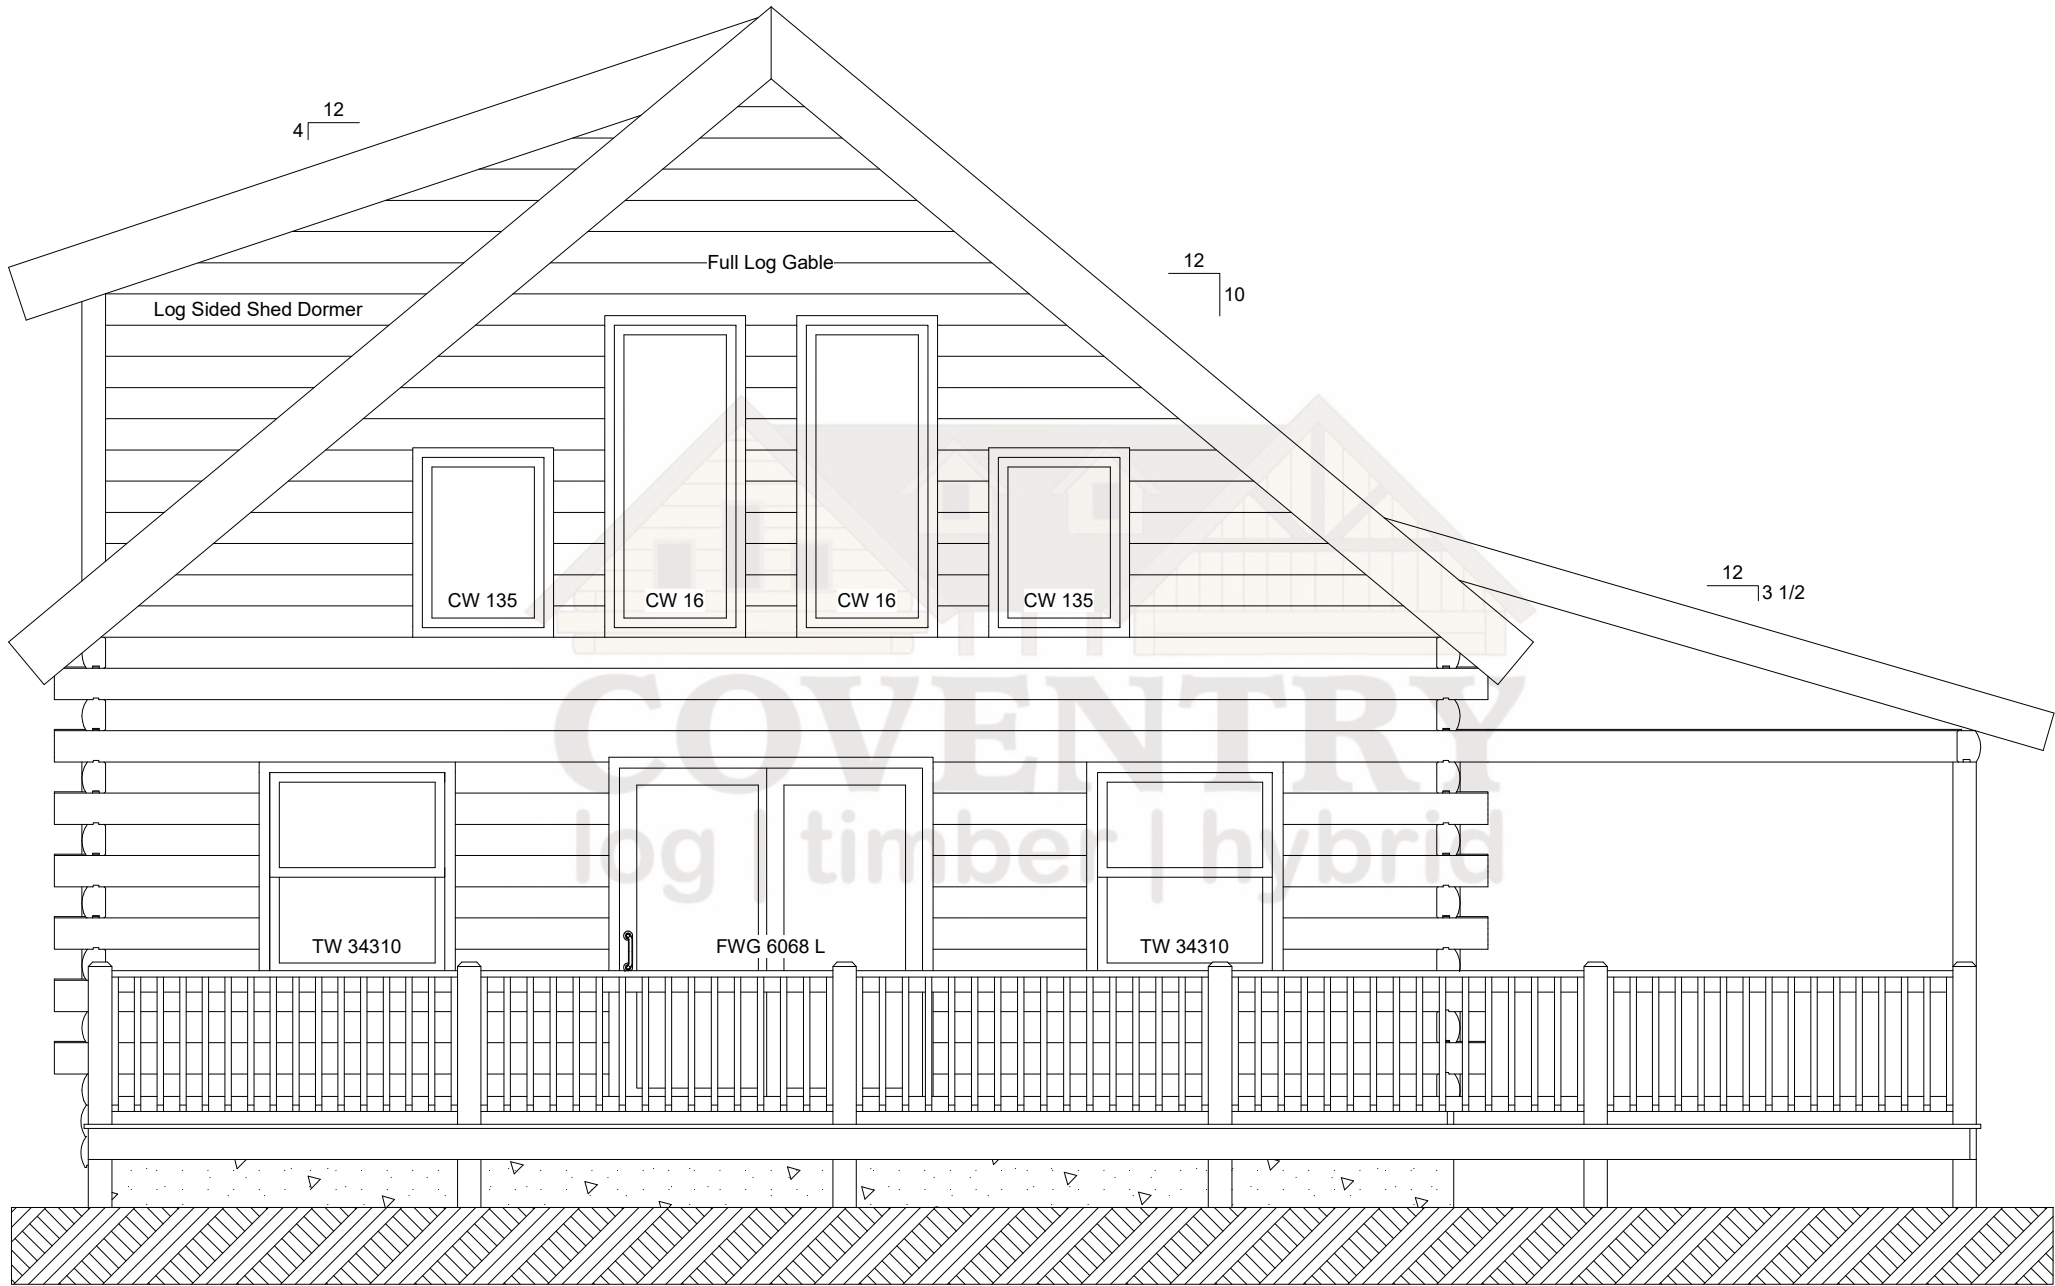 12
4
12
10
Full Log Gable
Log Sided Shed Dormer
12
3 1/2
CW 135
CW 16
CW 16
CW 135
COVENTRY
log | timber | hybrid
TW 34310
FWG 6068 L
TW 34310